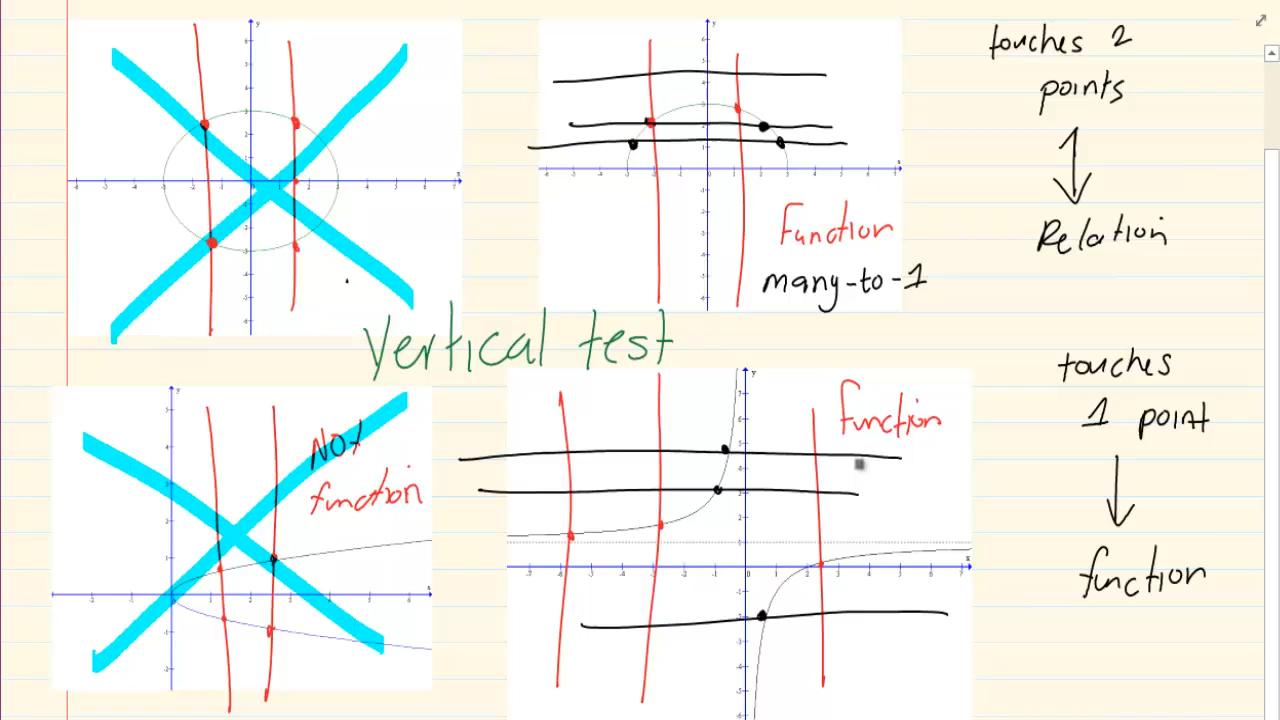 touches 2
points
Relation
Function
many-to-1
Vertical test
NOT
function
function
touches
1 point
function